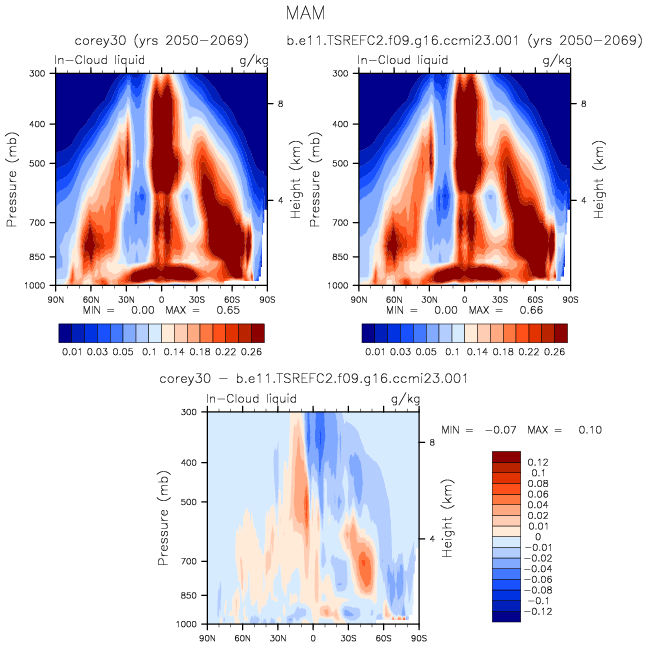 MAM
corey30 (yrs 2050-2069)
b.e11.TSREFC2.f09.g16.ccmi23.001 (yrs 2050-2069)
In-Cloud liquid g/kg
In-Cloud liquid g/kg
Pressure (mb)
300
400
500
700
850
1000
8
4
Height (km)
90N 60N 30N 0 30S 60S 90S
MIN = 0.00 MAX = 0.65
0.01 0.03 0.05 0.1 0.14 0.18 0.22 0.26
Pressure (mb)
300
400
500
700
850
1000
8
4
Height (km)
90N 60N 30N 0 30S 60S 90S
MIN = 0.00 MAX = 0.66
0.01 0.03 0.05 0.1 0.14 0.18 0.22 0.26
corey30 - b.e11.TSREFC2.f09.g16.ccmi23.001
In-Cloud liquid g/kg
Pressure (mb)
300
400
500
700
850
1000
8
4
Height (km)
90N 60N 30N 0 30S 60S 90S
MIN = -0.07 MAX = 0.10
0.12
0.1
0.08
0.06
0.04
0.02
0.01
0
-0.01
-0.02
-0.04
-0.06
-0.08
-0.1
-0.12